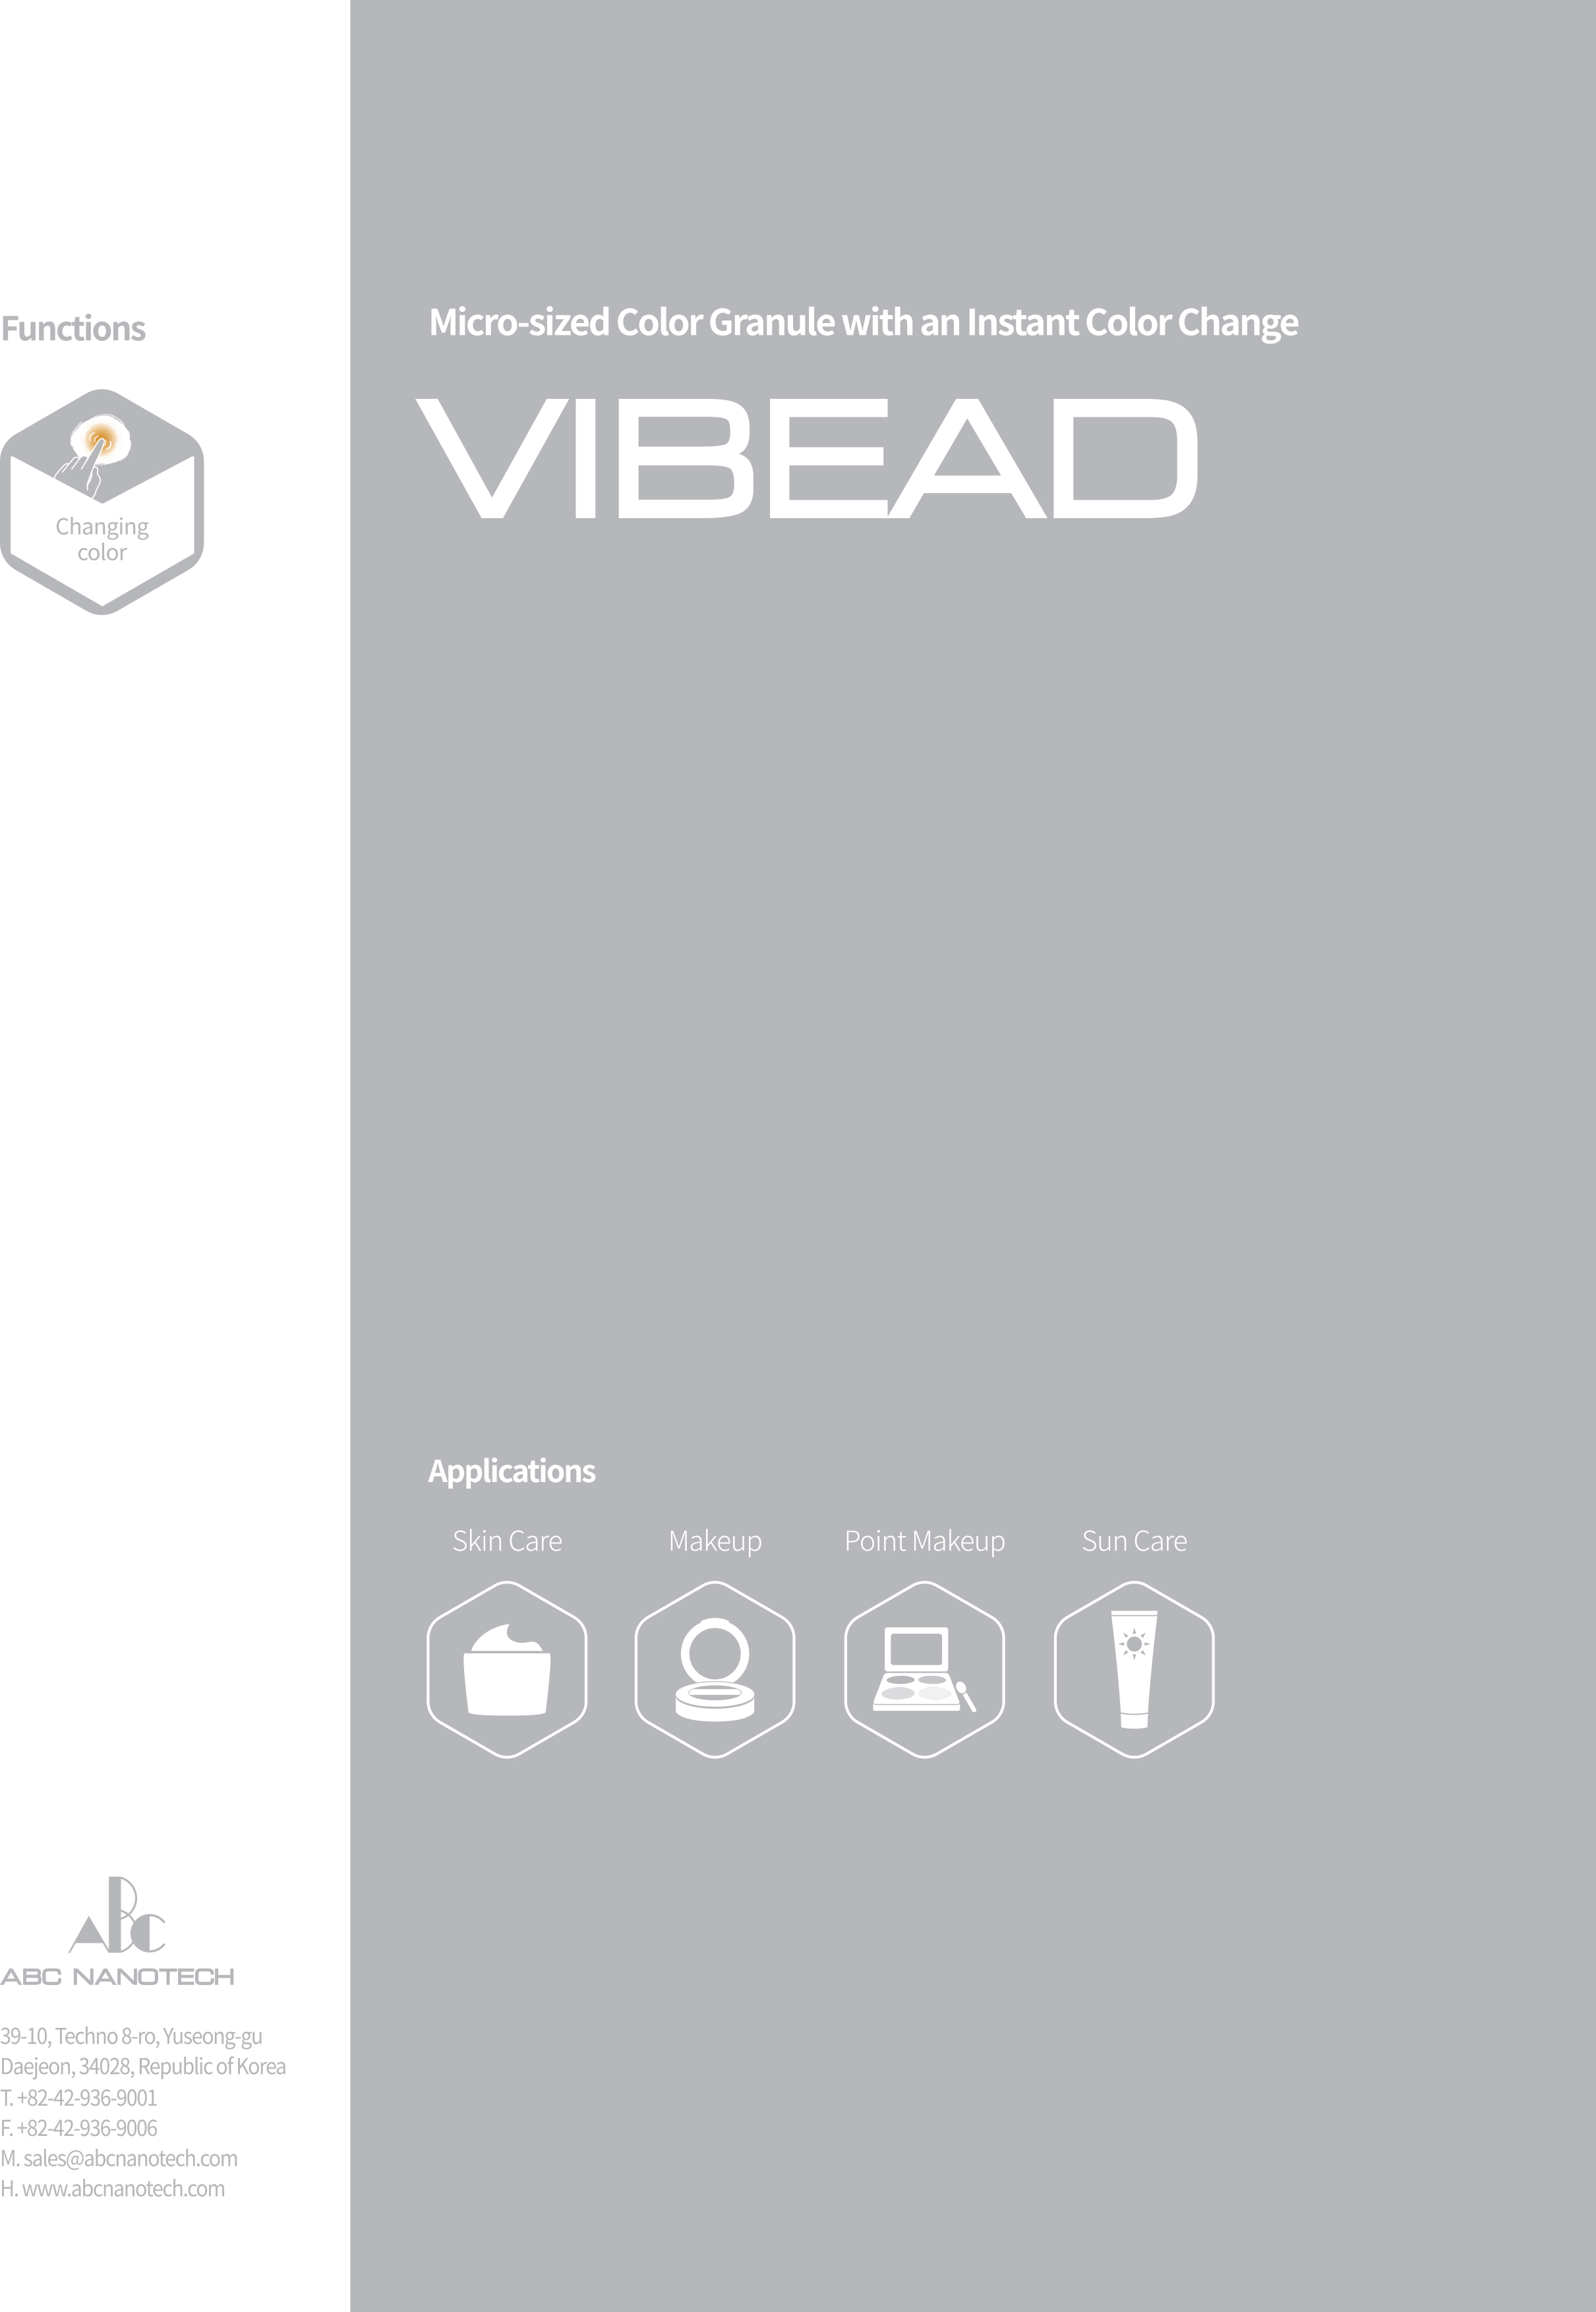 Functions
Changing
color
Micro-sized Color Granule with an Instant Color Change
VIBEAD
Applications
Skin Care
Makeup
Point Makeup
Sun Care
ABC
ABC NANOTECH
39-10, Techno 8-ro, Yuseong-gu
Daejeon, 34028, Republic of Korea
T. +82-42-936-9001
F. +82-42-936-9006
M. sales@abcnanotech.com
H. www.abcnanotech.com